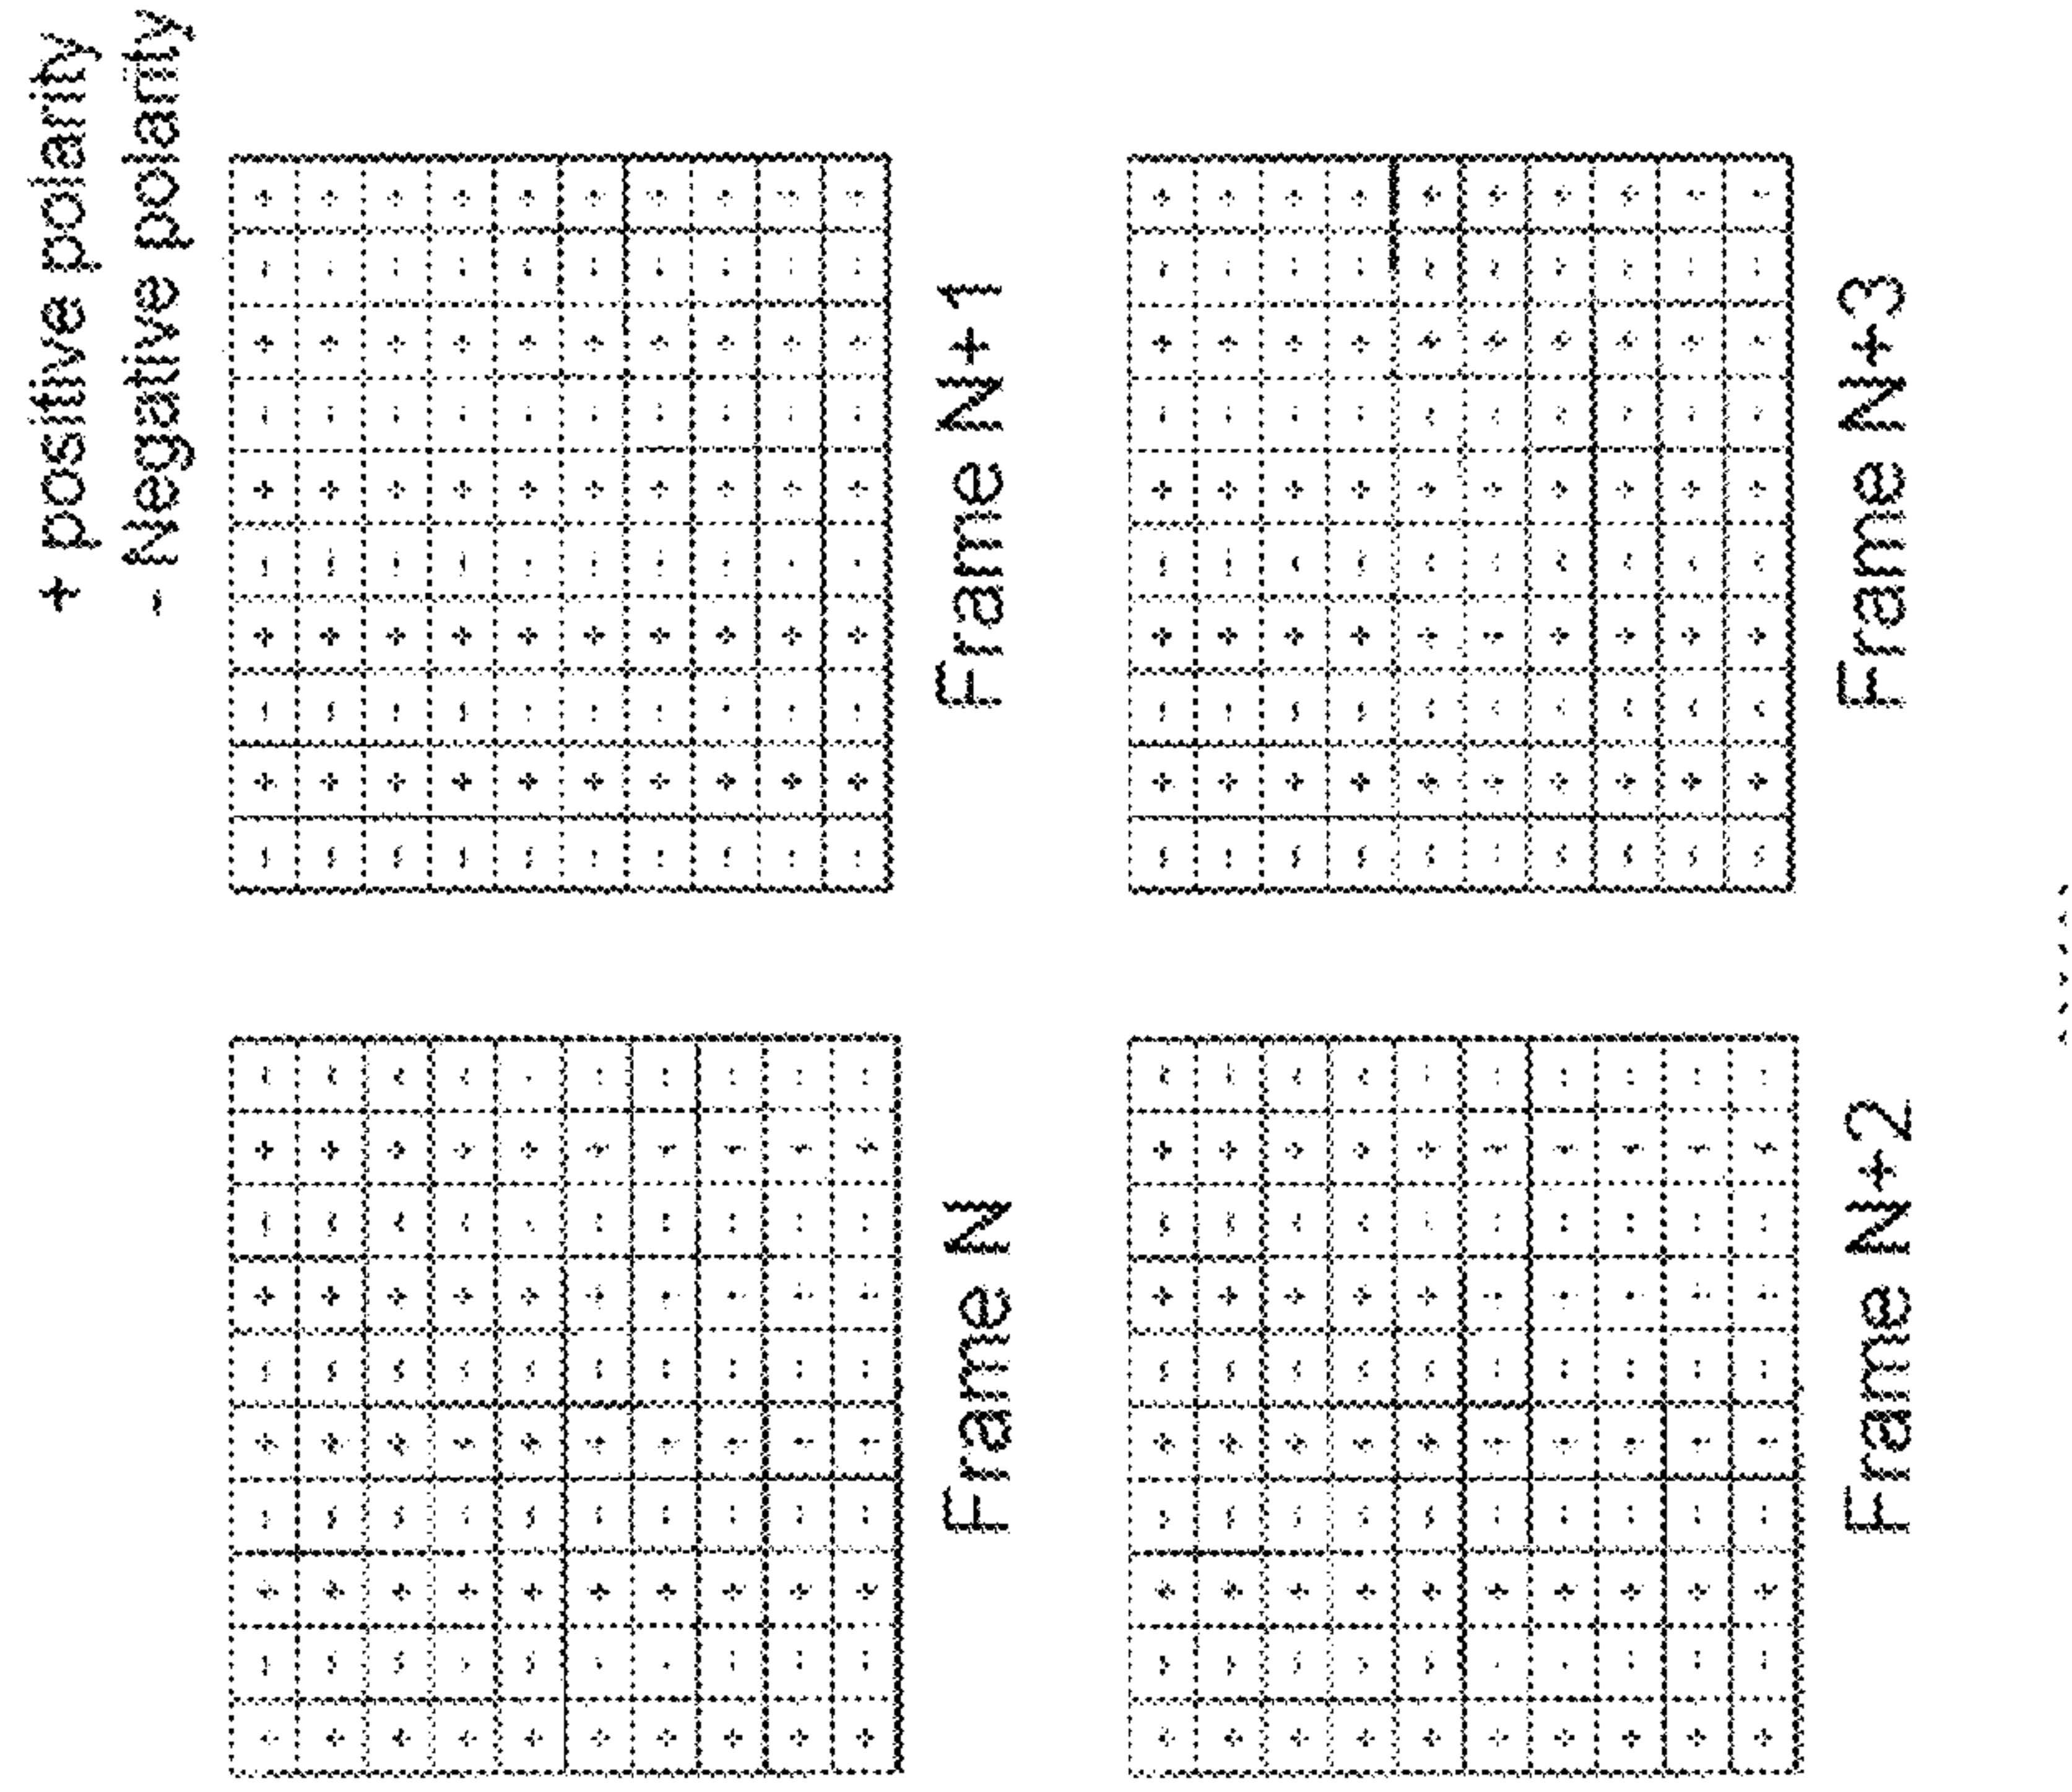 + positive polarity
- Negative polarity
+ - + - + - + - + -
+ - + - + - + - + -
+ - + - + - + - + -
+ - + - + - + - + -
+ - + - + - + - + -
+ - + - + - + - + -
+ - + - + - + - + -
+ - + - + - + - + -
+ - + - + - + - + -
+ - + - + - + - + -
Frame N
- + - + - + - + - +
- + - + - + - + - +
- + - + - + - + - +
- + - + - + - + - +
- + - + - + - + - +
- + - + - + - + - +
- + - + - + - + - +
- + - + - + - + - +
- + - + - + - + - +
- + - + - + - + - +
Frame N+1
+ - + - + - + - + -
+ - + - + - + - + -
+ - + - + - + - + -
+ - + - + - + - + -
+ - + - + - + - + -
+ - + - + - + - + -
+ - + - + - + - + -
+ - + - + - + - + -
+ - + - + - + - + -
+ - + - + - + - + -
Frame N+2
- + - + - + - + - +
- + - + - + - + - +
- + - + - + - + - +
- + - + - + - + - +
- + - + - + - + - +
- + - + - + - + - +
- + - + - + - + - +
- + - + - + - + - +
- + - + - + - + - +
- + - + - + - + - +
Frame N+3